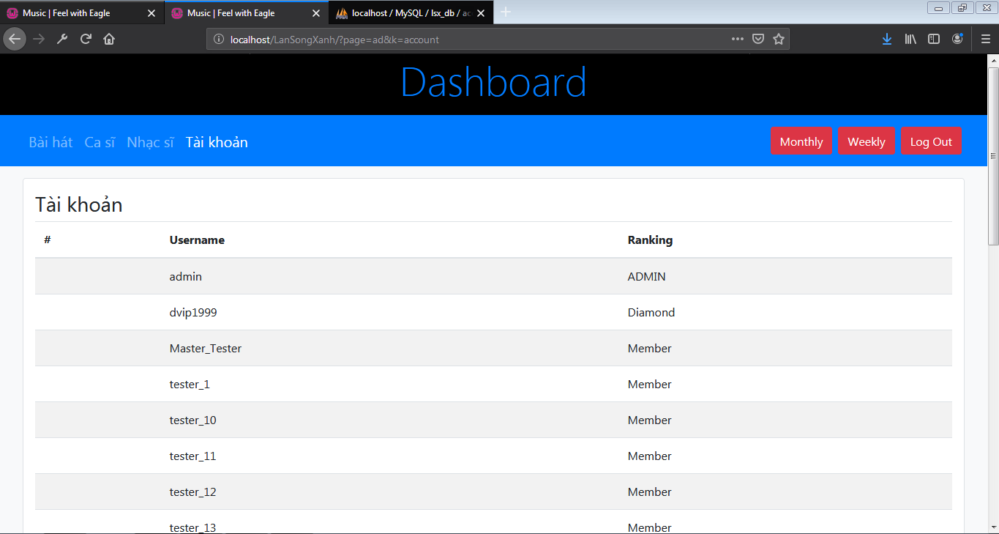 Music | Feel with Eagle
Music | Feel with Eagle
localhost / MySQL / lsx_db / ac
localhost/LanSongXanh/?page=ad&k=account
Dashboard
Bài hát Ca sĩ Nhạc sĩ Tài khoản Monthly Weekly Log Out
Tài khoản
# Username Ranking
admin ADMIN
dvip1999 Diamond
Master_Tester Member
tester_1 Member
tester_10 Member
tester_11 Member
tester_12 Member
tester_13 Member